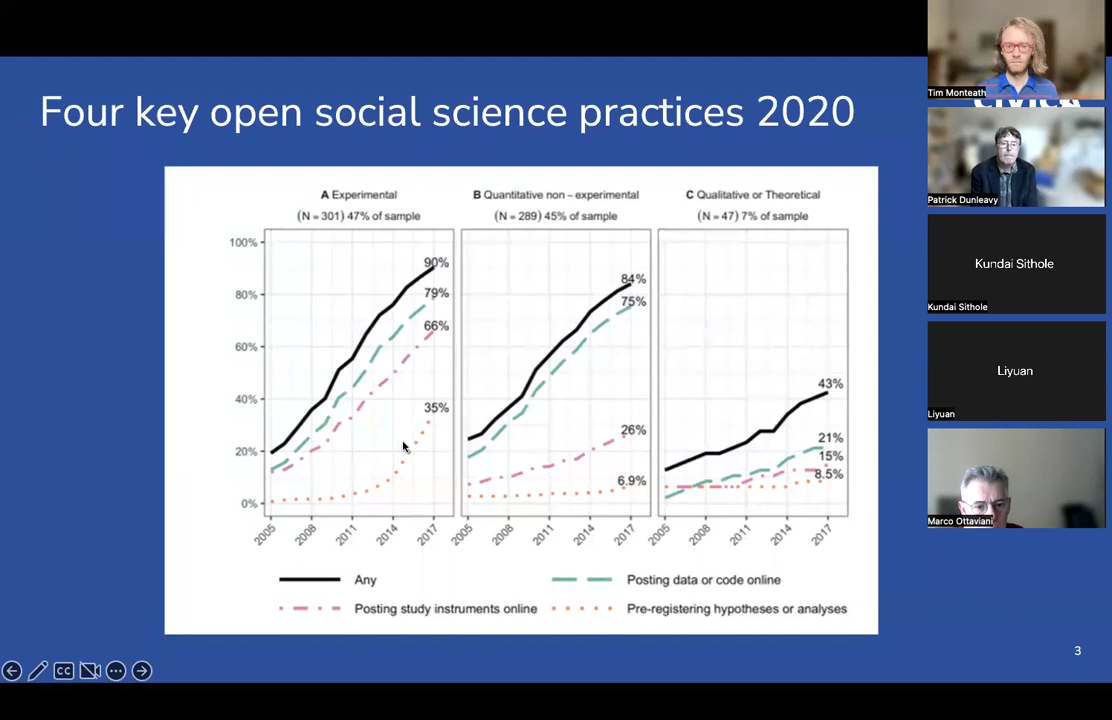 Four key open social science practices 2020
A Experimental
(N = 301) 47% of sample
B Quantitative non – experimental
(N = 289) 45% of sample
C Qualitative or Theoretical
(N = 47) 7% of sample
100%
80%
60%
40%
20%
0%
90%
79%
66%
35%
84%
75%
26%
6.9%
43%
21%
15%
8.5%
2005
2008
2011
2014
2017
2005
2008
2011
2014
2017
2005
2008
2011
2014
2017
Any
Posting data or code online
Posting study instruments online
Pre-registering hypotheses or analyses
3
CC
Tim Monteath
Patrick Dunleavy
Kundai Sithole
Kundai Sithole
Liyuan
Liyuan
Marco Ottaviani